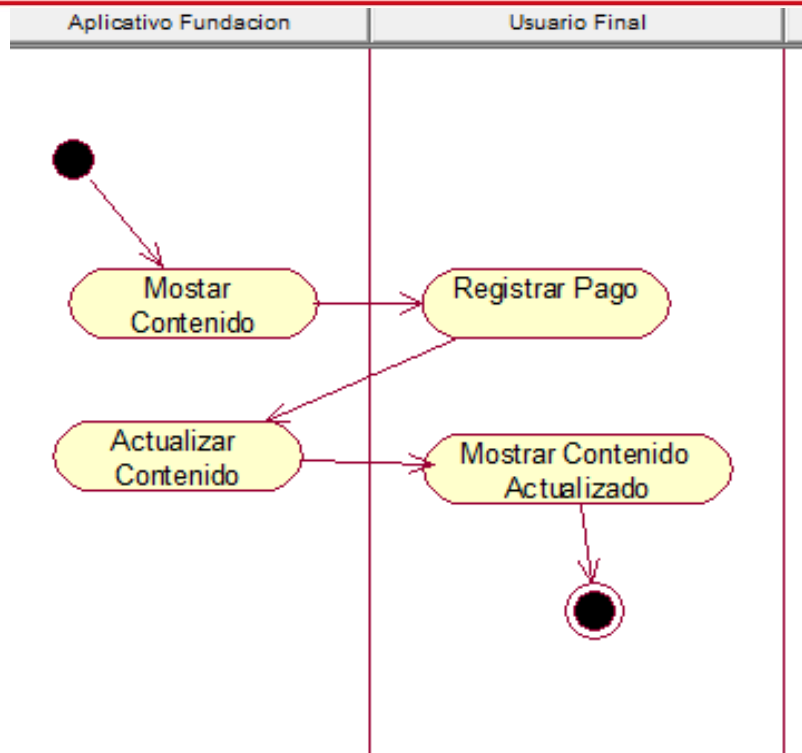 Aplicativo Fundacion
Usuario Final
Mostar
Contenido
Registrar Pago
Actualizar
Contenido
Mostrar Contenido
Actualizado